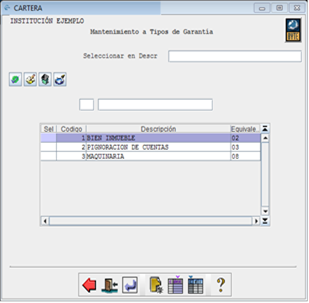 CARTERA
INSTITUCIÓN EJEMPLO
Mantenimiento a Tipos de Garantía
Seleccionar en Descr
Sel Codigo Descripción Equivale.
1 BIEN INMUEBLE 02
2 PIGNORACION DE CUENTAS 03
3 MAQUINARIA 08
?